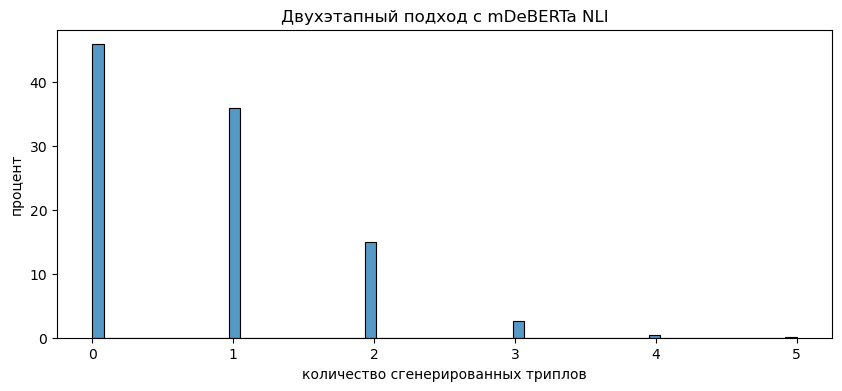 Двухэтапный подход с mDeBERTa NLI
процент
40
30
20
10
0
0 1 2 3 4 5
количество сгенерированных триплов